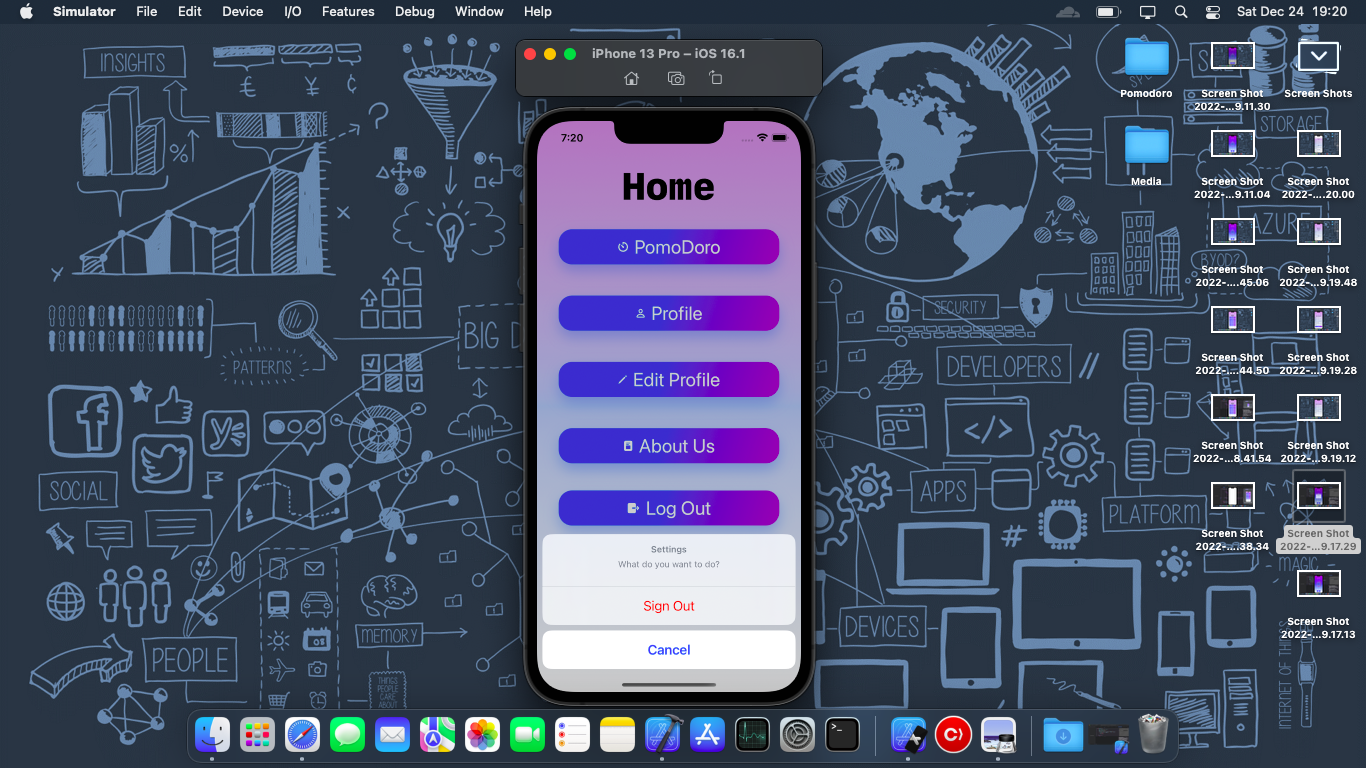 Simulator File Edit Device I/O Features Debug Window Help
Sat Dec 24 19:20
iPhone 13 Pro – iOS 16.1
7:20
Home
PomoDoro
Profile
Edit Profile
About Us
Log Out
Settings
What do you want to do?
Sign Out
Cancel
INSIGHTS
PATTERNS
SOCIAL
PEOPLE
MEMORY
THINGS
PEOPLE
CARE
ABOUT
BIG D
SECURITY
DEVELOPERS
APPS
PLATFORM
DEVICES
STORAGE
AZURE
BYOD?
MAGIC
INTERNET OF THINGS
Pomodoro
Media
Screen Shot
2022-...9.11.30
Screen Shots
Screen Shot
2022-...9.11.04
Screen Shot
2022-....20.00
Screen Shot
2022-....45.06
Screen Shot
2022-...9.19.48
Screen Shot
2022-....44.50
Screen Shot
2022-...9.19.28
Screen Shot
2022-...8.41.54
Screen Shot
2022-...9.19.12
Screen Shot
2022-....38.34
Screen Shot
2022-...9.17.29
Screen Shot
2022-...9.17.13